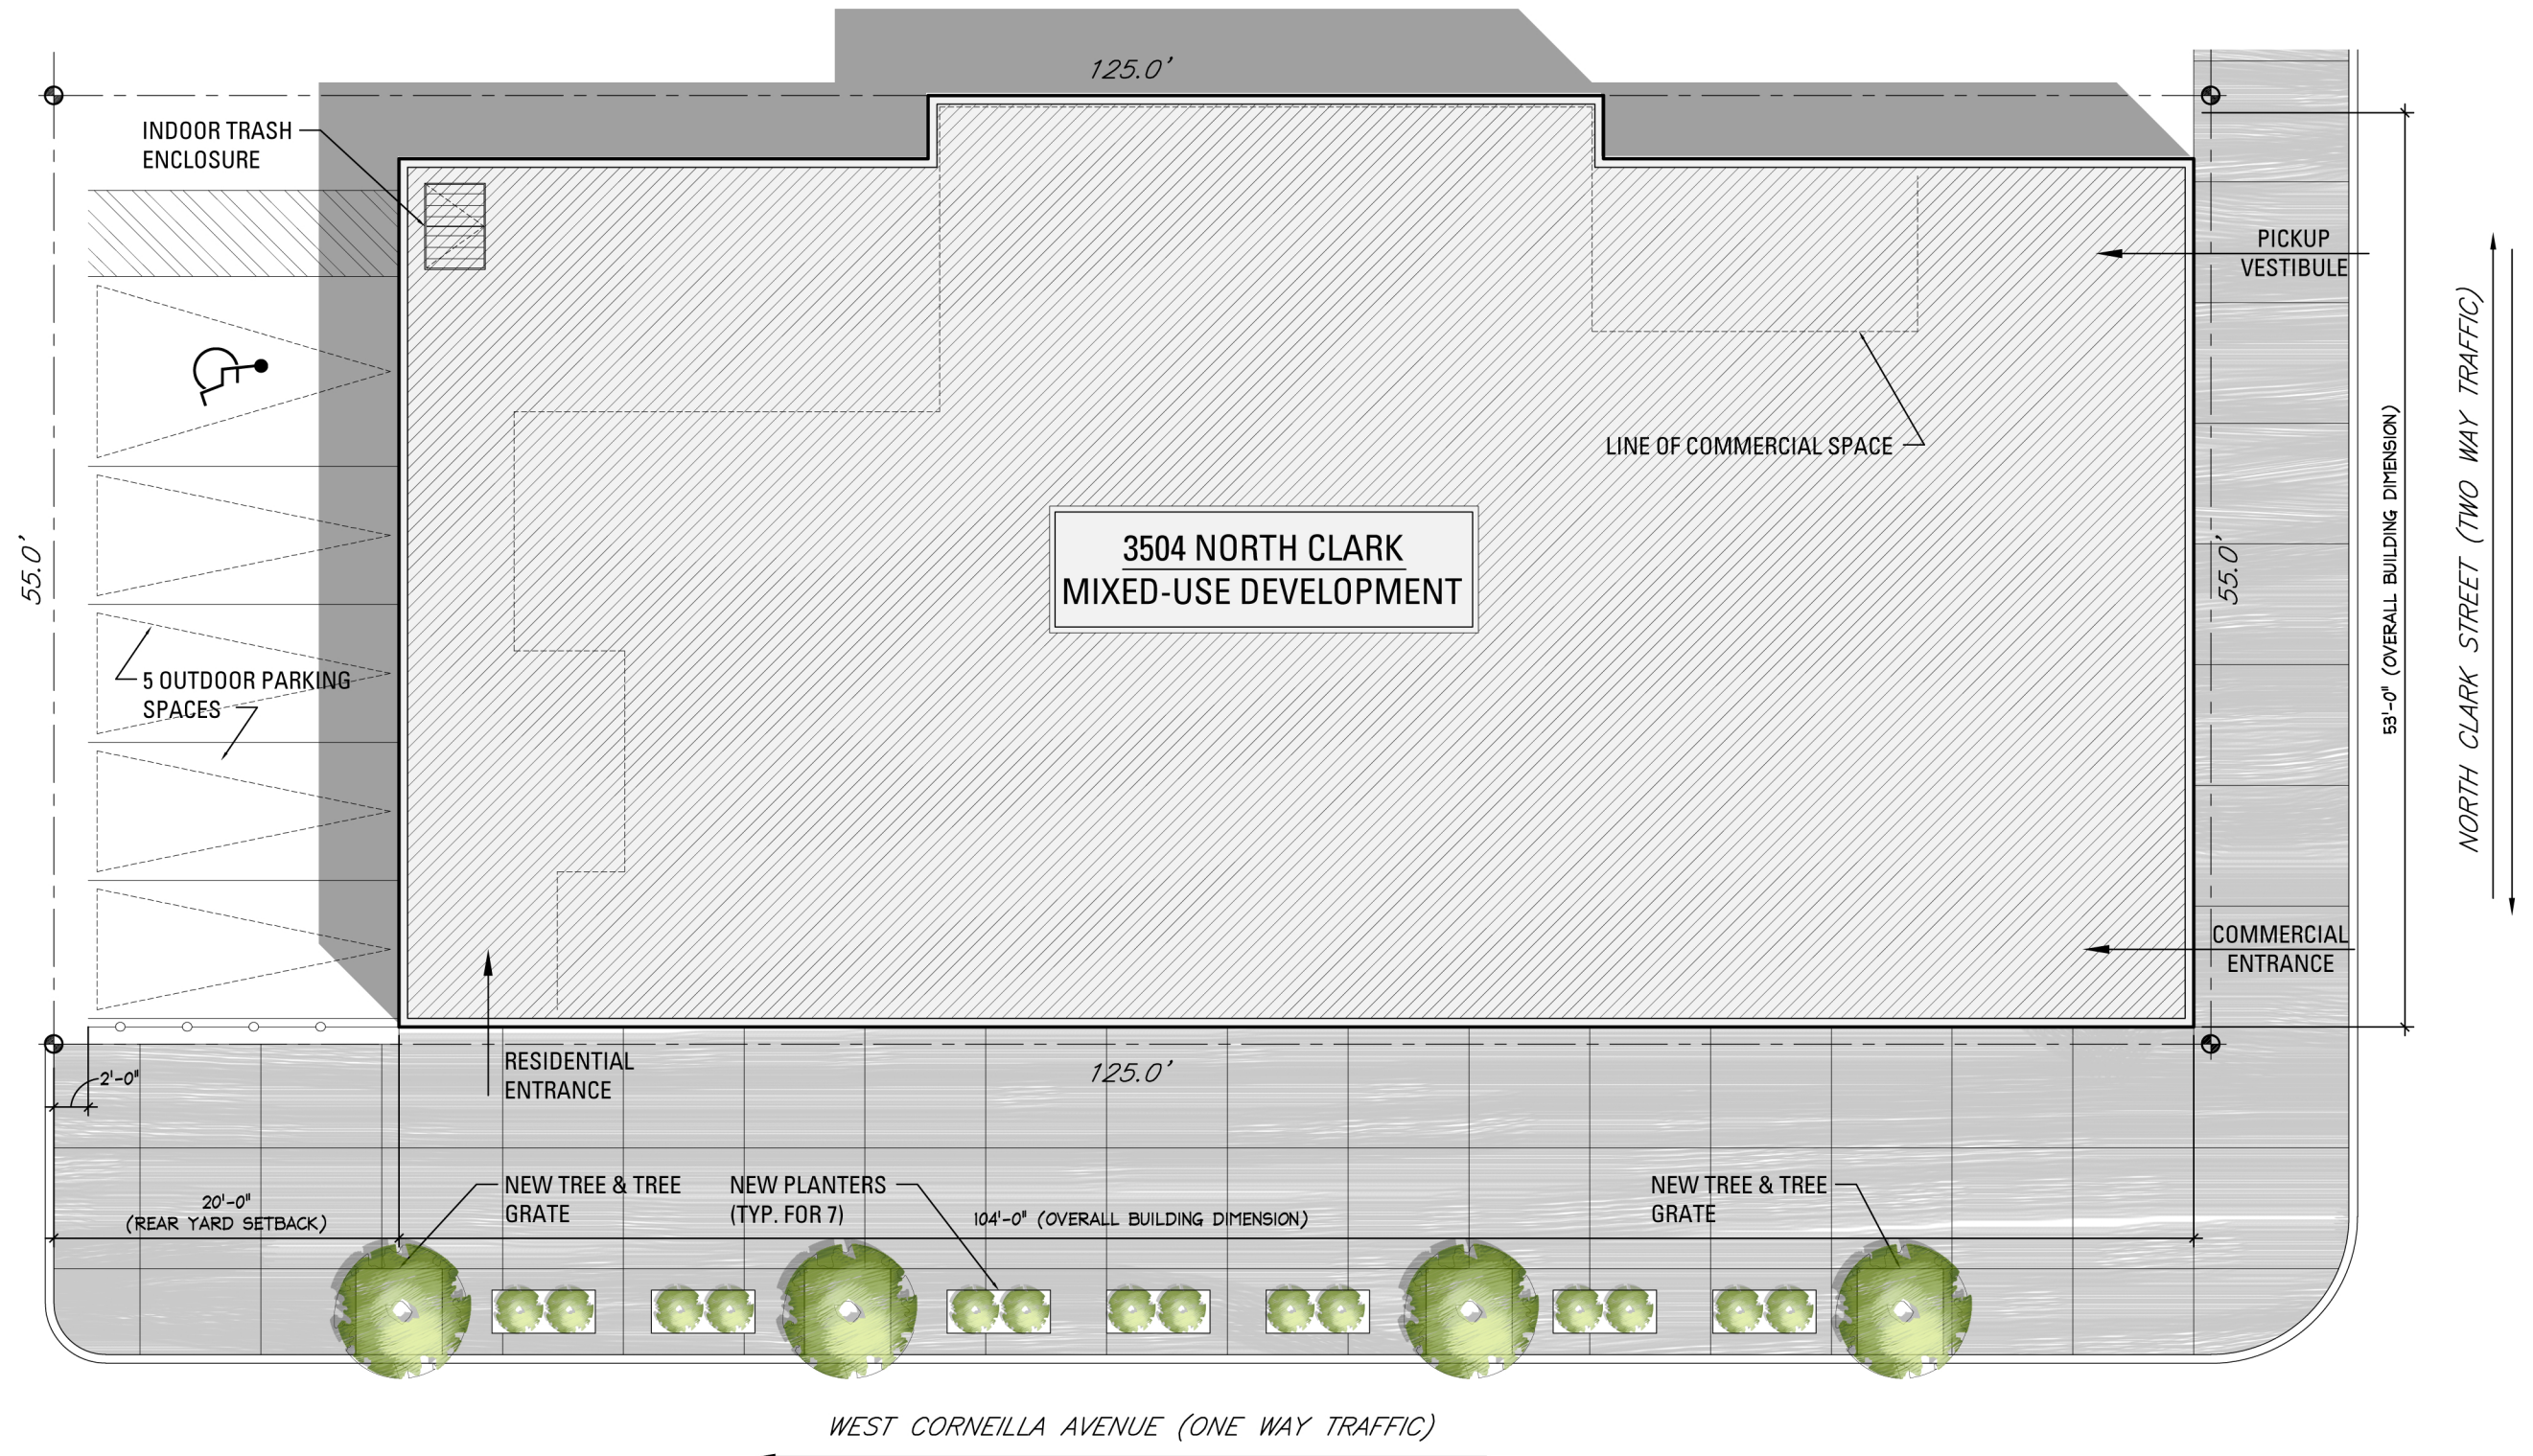 125.0'
INDOOR TRASH
ENCLOSURE
PICKUP
VESTIBULE
LINE OF COMMERCIAL SPACE
3504 NORTH CLARK
MIXED-USE DEVELOPMENT
55.0'
55.0'
53'-0" (OVERALL BUILDING DIMENSION)
NORTH CLARK STREET (TWO WAY TRAFFIC)
5 OUTDOOR PARKING
SPACES
COMMERCIAL
ENTRANCE
RESIDENTIAL
ENTRANCE
125.0'
2'-0"
20'-0"
(REAR YARD SETBACK)
NEW TREE & TREE
GRATE
NEW PLANTERS
(TYP. FOR 7)
104'-0" (OVERALL BUILDING DIMENSION)
NEW TREE & TREE
GRATE
WEST CORNEILLA AVENUE (ONE WAY TRAFFIC)